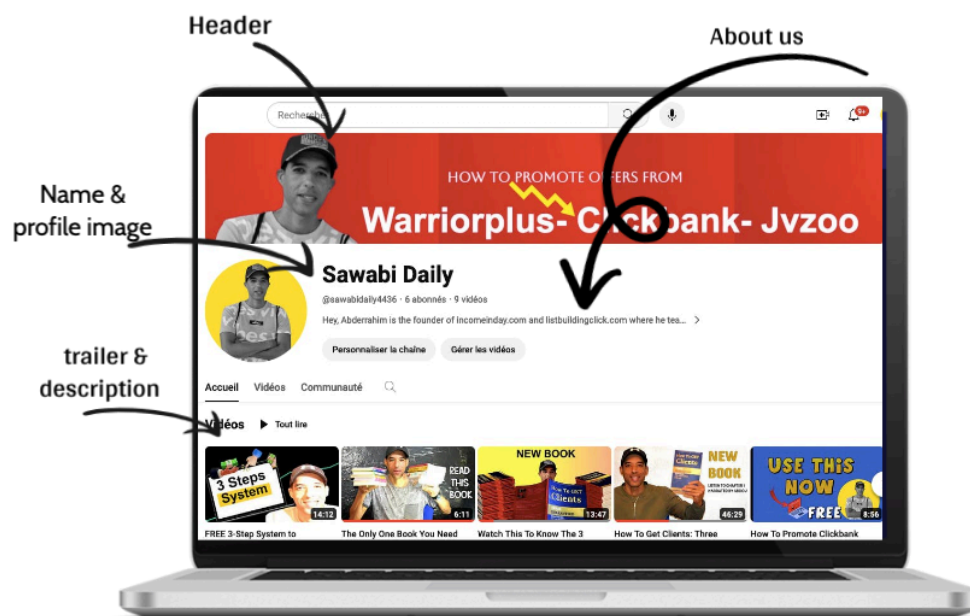 Header
About us
Recherche
9+
HOW TO PROMOTE OFFERS FROM
Warriorplus- Clickbank- Jvzoo
Name &
profile image
Sawabi Daily
@sawabidaily4436 · 6 abonnés · 9 vidéos
Hey, Abderrahim is the founder of incomeinday.com and listbuildingclick.com where he tea...
Personnaliser la chaîne
Gérer les vidéos
trailer &
description
Accueil
Vidéos
Communauté
Vidéos
Tout lire
3 Steps
System
14:12
READ
THIS
BOOK
6:11
NEW BOOK
How To GET
Clients
13:47
NEW
BOOK
46:29
USE THiS
NOW
FREE
8:56
FREE 3-Step System to
The Only One Book You Need
Watch This To Know The 3
How To Get Clients: Three
How To Promote Clickbank